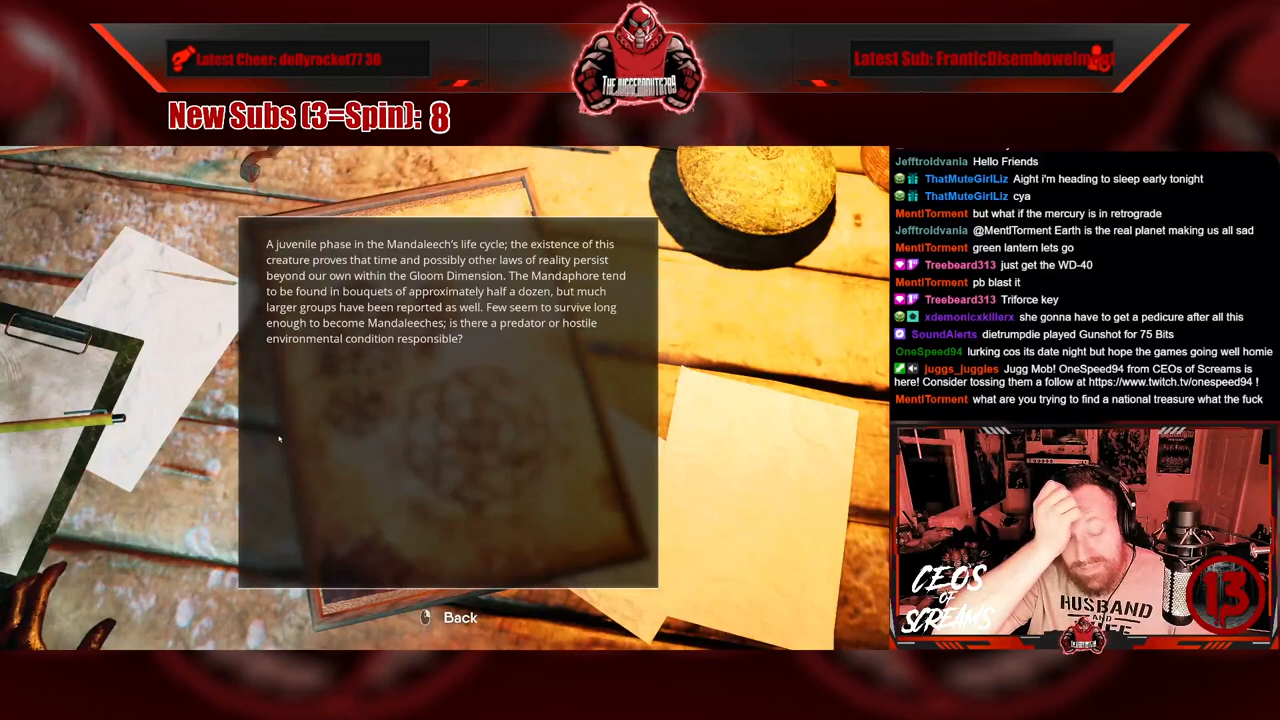 Latest Cheer: dollyrocket77 30
THEJUGGERNAUT6789
New Subs (3=Spin): 8
A juvenile phase in the Mandaleech's life cycle; the existence of this
creature proves that time and possibly other laws of reality persist
beyond our own within the Gloom Dimension. The Mandaphore tend
to be found in bouquets of approximately half a dozen, but much
larger groups have been reported as well. Few seem to survive long
enough to become Mandaleeches; is there a predator or hostile
environmental condition responsible?
Back
Latest Sub: FranticDisembowelment
Jefftroidvania Hello Friends
ThatMuteGirlLiz Aight i'm heading to sleep early tonight
ThatMuteGirlLiz cya
MentlTorment but what if the mercury is in retrograde
Jefftroidvania @MentlTorment Earth is the real planet making us all sad
MentlTorment green lantern lets go
Treebeard313 just get the WD-40
MentlTorment pb blast it
Treebeard313 Triforce key
xdemonicxkillerx she gonna have to get a pedicure after all this
SoundAlerts dietrumpdie played Gunshot for 75 Bits
OneSpeed94 lurking cos its date night but hope the games going well homie
juggs_juggles Jugg Mob! OneSpeed94 from CEOs of Screams is
here! Consider tossing them a follow at https://www.twitch.tv/onespeed94 !
MentlTorment what are you trying to find a national treasure what the fuck
CEOS
OF
SCREAMS
HUSBAND
AND
13